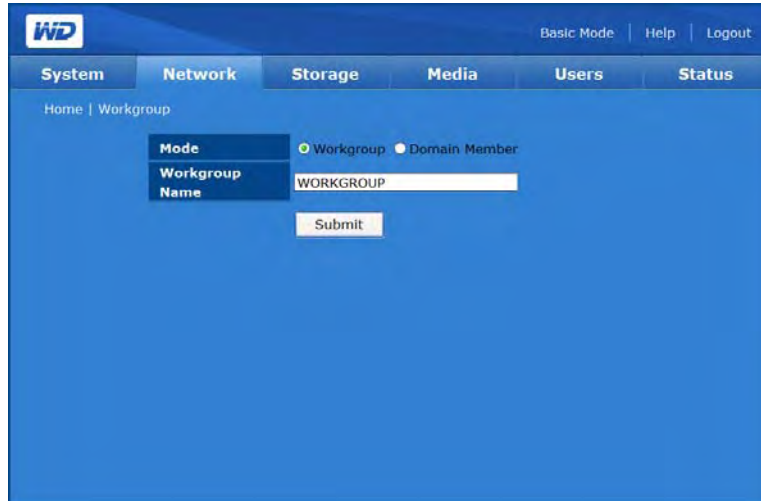 WD
Basic Mode | Help | Logout
System Network Storage Media Users Status
Home | Workgroup
Mode Workgroup Domain Member
Workgroup
Name
WORKGROUP
Submit